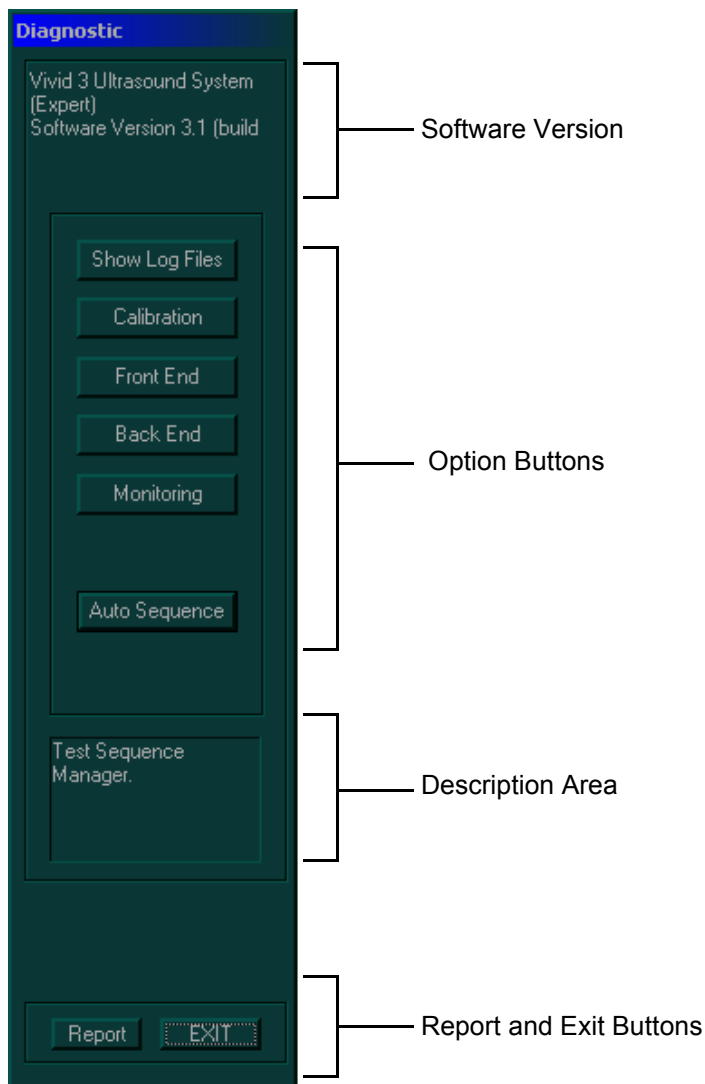 Diagnostic
Vivid 3 Ultrasound System
(Expert)
Software Version 3.1 (build
Software Version
Show Log Files
Calibration
Front End
Back End
Monitoring
Auto Sequence
Option Buttons
Test Sequence
Manager.
Description Area
Report
EXIT
Report and Exit Buttons